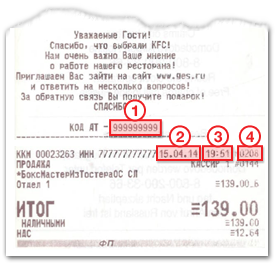 Уважаемые Гости!
Спасибо, что выбрали KFC!
Нам очень важно Ваше мнение
о работе нашего ресторана!
Приглашаем Вас зайти на сайт www.ges.ru
и ответить на несколько вопросов!
За обратную связь Вы получите подарок!
СПАСИБО
1
КОД АТ - 999999999
2 3 4
ККМ 00023263 ИНН 777777777777 15.04.14 19:51 0208
ПРОДАЖА КАССИР 1 #0144
*БоксМастерИзТостераОС СЛ
Отдел 1 ≡139.00
ИТОГ ≡139.00
НАЛИЧНЫМИ ≡139.00
НДС ≡12.64
ФП